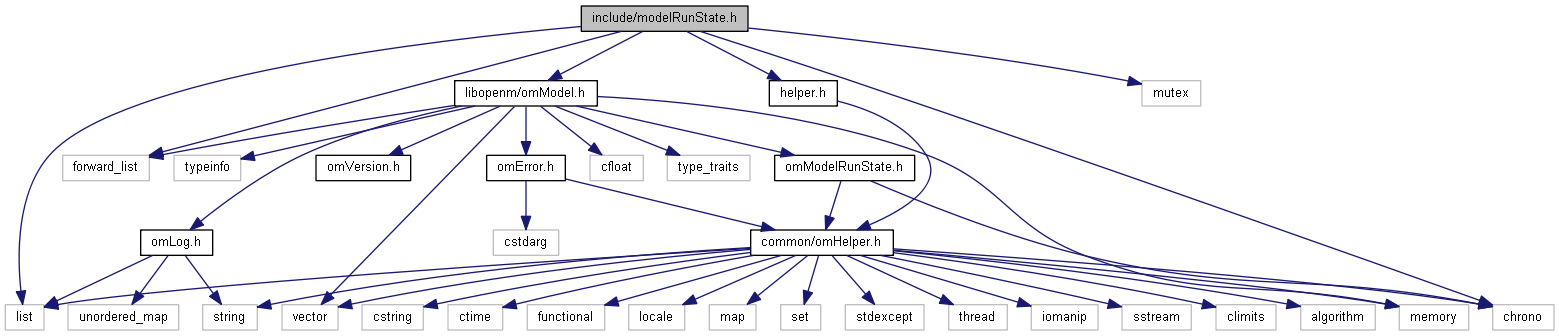 include/modelRunState.h
libopenm/omModel.h
helper.h
mutex
forward_list
typeinfo
omVersion.h
omError.h
cfloat
type_traits
omModelRunState.h
omLog.h
cstdarg
common/omHelper.h
list
unordered_map
string
vector
cstring
ctime
functional
locale
map
set
stdexcept
thread
iomanip
sstream
climits
algorithm
memory
chrono